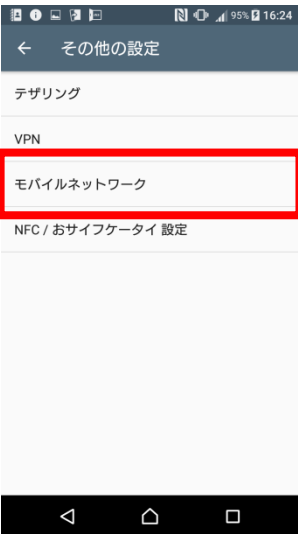 95% 16:24
← その他の設定
テザリング
VPN
モバイルネットワーク
NFC / おサイフケータイ 設定